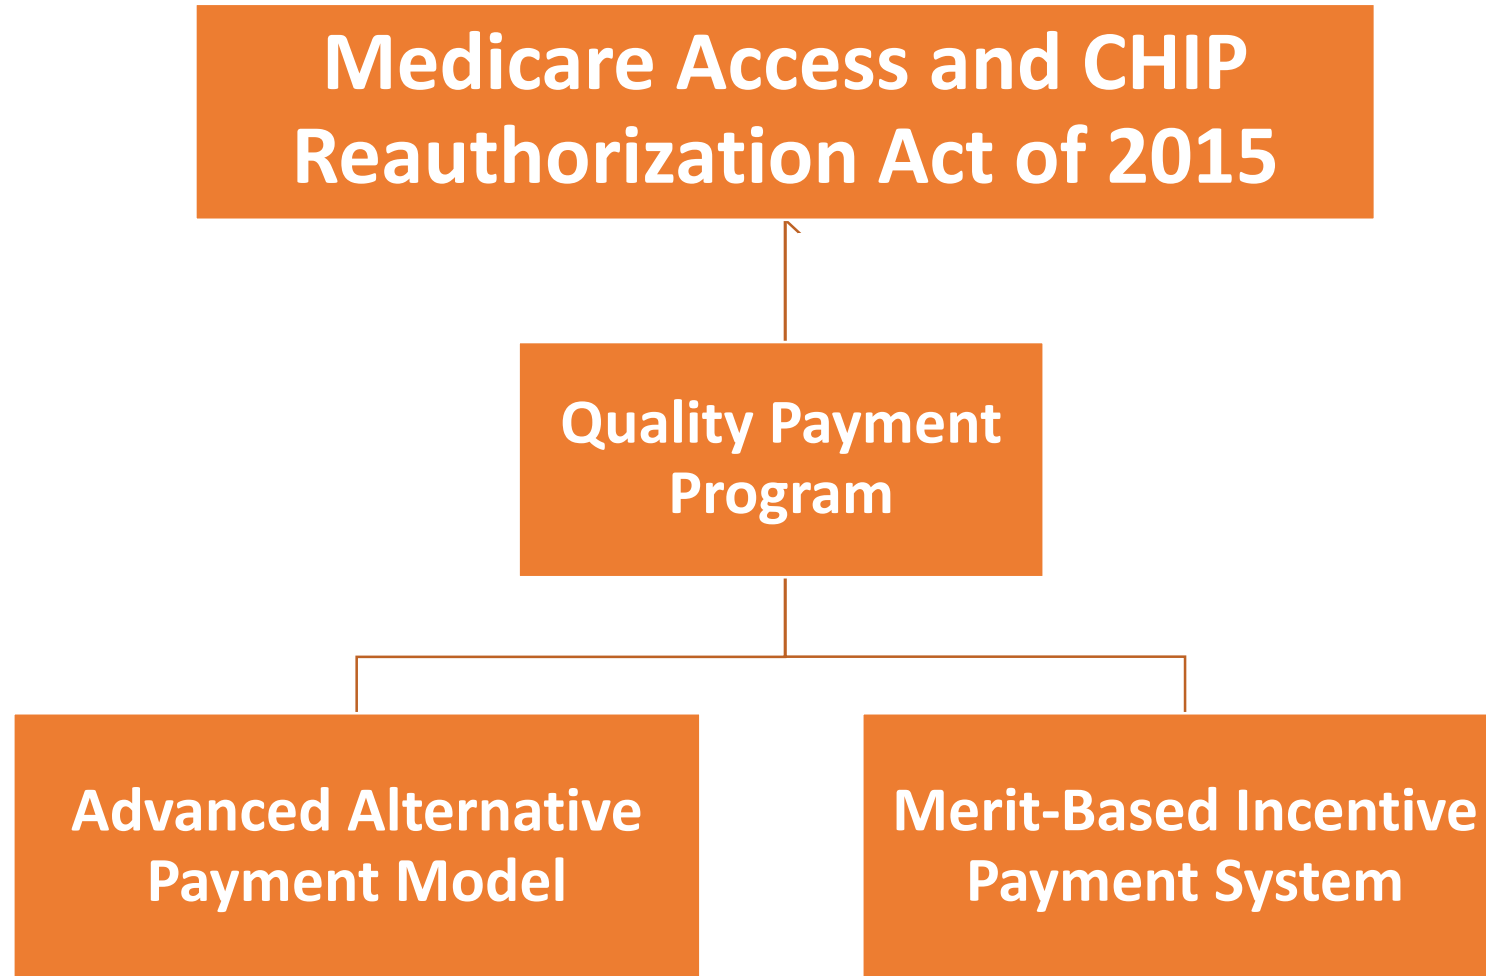 Medicare Access and CHIP
Reauthorization Act of 2015
Quality Payment
Program
Advanced Alternative
Payment Model
Merit-Based Incentive
Payment System